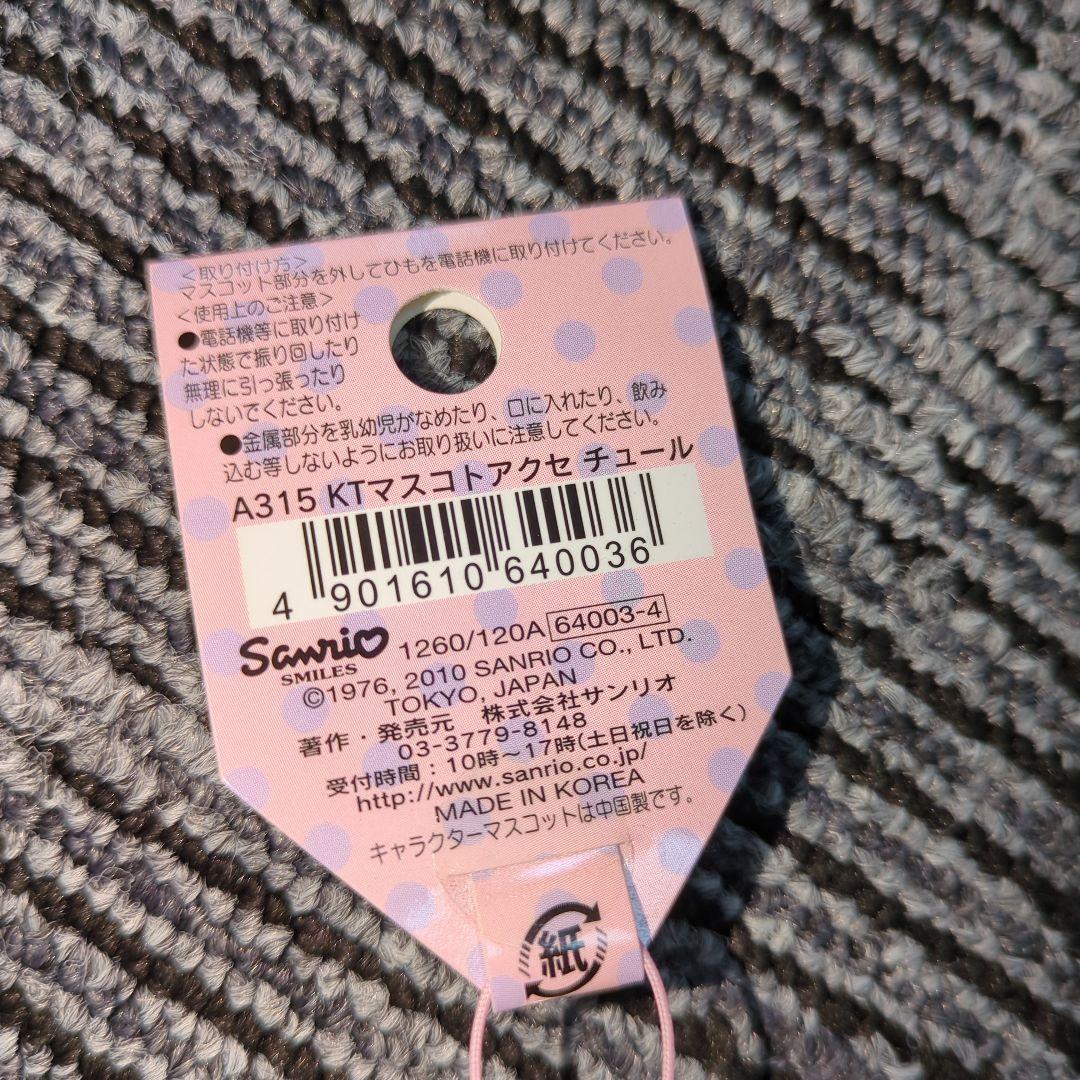 <取り付け方>
マスコット部分を外してひもを電話機に取り付けてください。
<使用上のご注意>
●電話機等に取り付け
た状態で振り回したり
無理に引っ張ったり
しないでください。
●金属部分を乳幼児がなめたり、口に入れたり、飲み
込む等しないようにお取り扱いに注意してください。
A315 KTマスコトアクセ チュール
4 901610 640036
Sanrio
SMILES
1260/120A 64003-4
©1976, 2010 SANRIO CO., LTD.
TOKYO, JAPAN
著作・発売元 株式会社サンリオ
03-3779-8148
受付時間：10時～17時(土日祝日を除く)
http://www.sanrio.co.jp/
MADE IN KOREA
キャラクターマスコットは中国製です。
紙